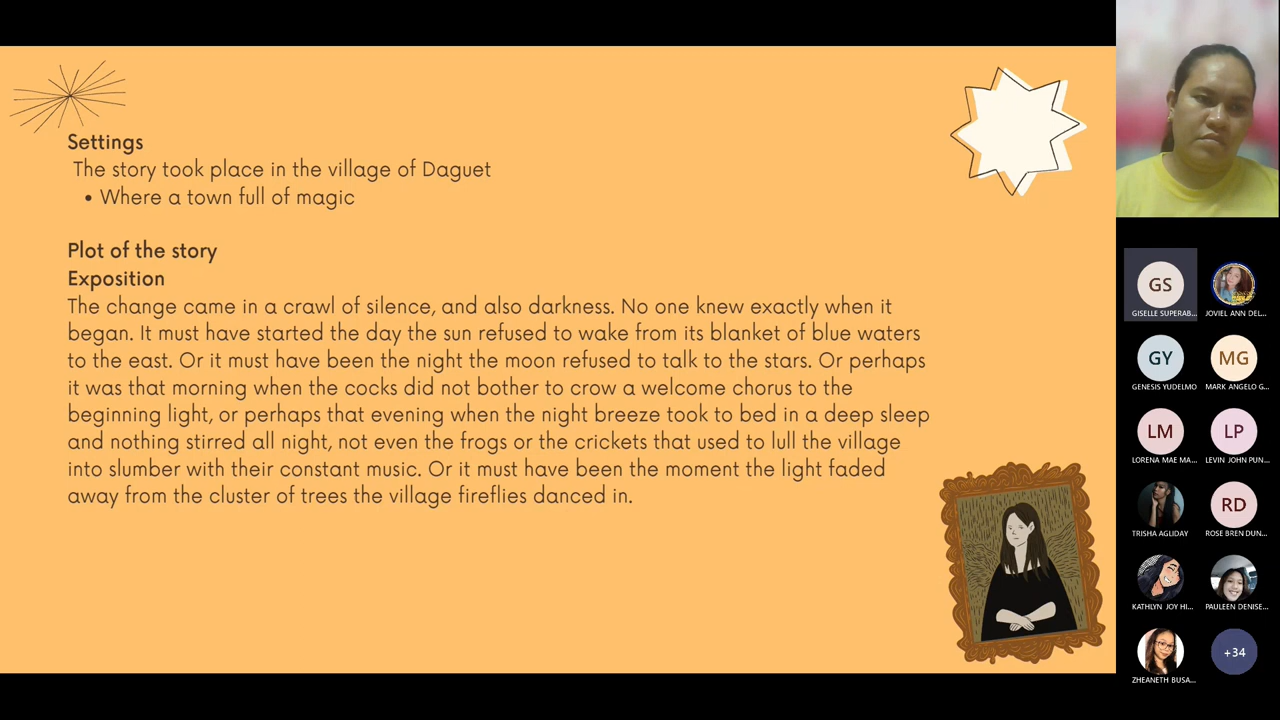 Settings
The story took place in the village of Daguet
• Where a town full of magic
Plot of the story
Exposition
The change came in a crawl of silence, and also darkness. No one knew exactly when it
began. It must have started the day the sun refused to wake from its blanket of blue waters
to the east. Or it must have been the night the moon refused to talk to the stars. Or perhaps
it was that morning when the cocks did not bother to crow a welcome chorus to the
beginning light, or perhaps that evening when the night breeze took to bed in a deep sleep
and nothing stirred all night, not even the frogs or the crickets that used to lull the village
into slumber with their constant music. Or it must have been the moment the light faded
away from the cluster of trees the village fireflies danced in.
GS
GISELLE SUPERAB...
JOVIEL ANN DEL...
GY
MG
GENESIS YUDELMO
MARK ANGELO G...
LM
LP
LORENA MAE MA...
LEVIN JOHN PUN...
RD
TRISHA AGLIDAY
ROSE BREN DUN...
KATHLYN JOY HI...
PAULEEN DENISE...
+34
ZHEANETH BUSA...